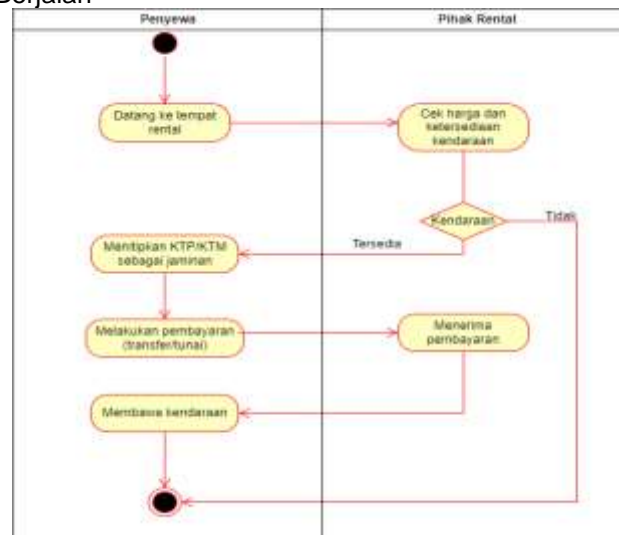 Berjalan
Penyewa
Pihak Rental
Datang ke tempat
rental
Cek harga dan
ketersediaan
kendaraan
Kendaraan
Tidak
Tersedia
Menitipkan KTP/KTM
sebagai jaminan
Melakukan pembayaran
(transfer/tunai)
Menerima
pembayaran
Membawa kendaraan